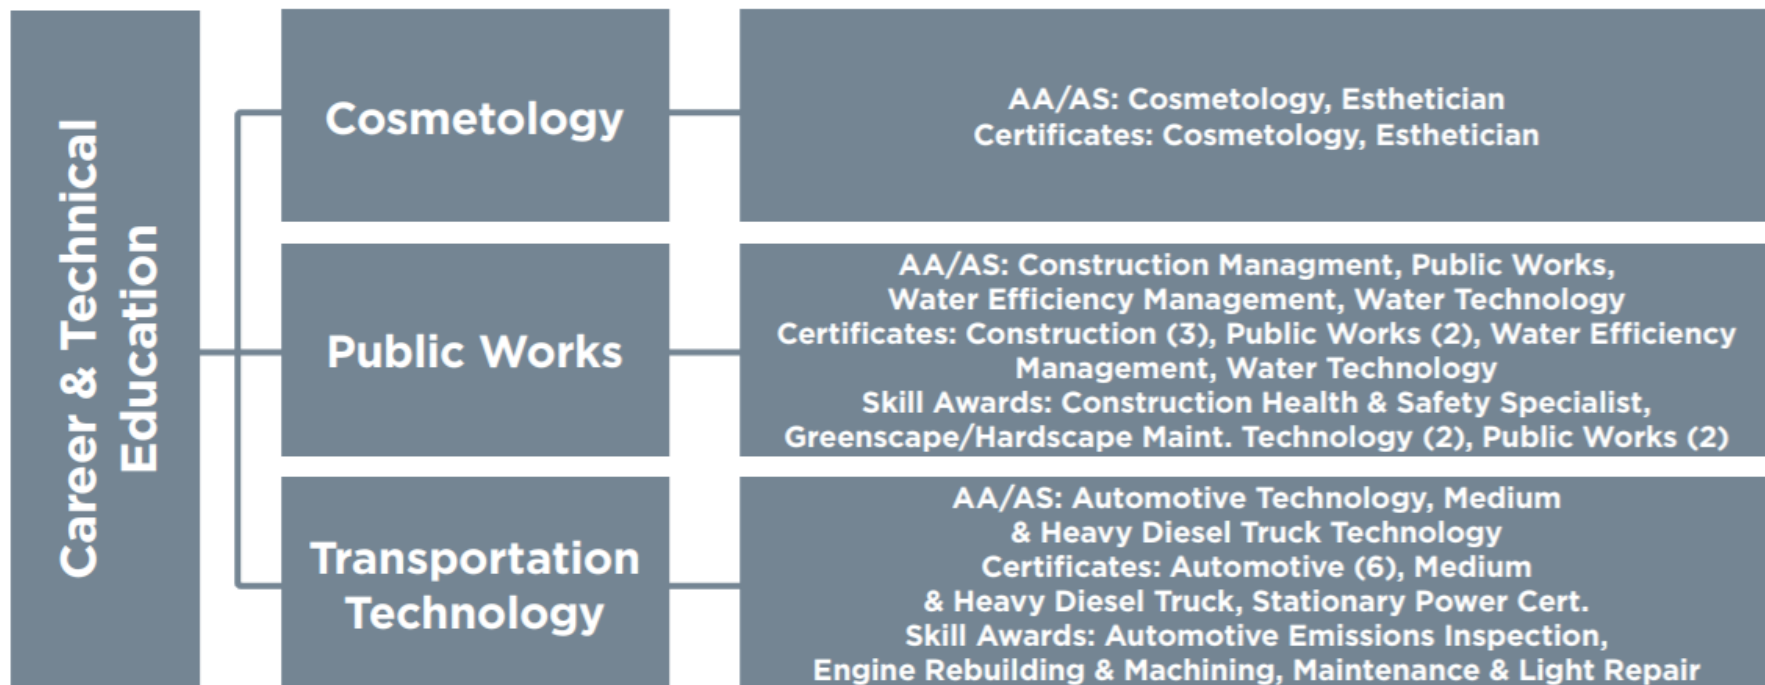 Career & Technical
Education
Cosmetology
AA/AS: Cosmetology, Esthetician
Certificates: Cosmetology, Esthetician
Public Works
AA/AS: Construction Managment, Public Works,
Water Efficiency Management, Water Technology
Certificates: Construction (3), Public Works (2), Water Efficiency
Management, Water Technology
Skill Awards: Construction Health & Safety Specialist,
Greenscape/Hardscape Maint. Technology (2), Public Works (2)
Transportation
Technology
AA/AS: Automotive Technology, Medium
& Heavy Diesel Truck Technology
Certificates: Automotive (6), Medium
& Heavy Diesel Truck, Stationary Power Cert.
Skill Awards: Automotive Emissions Inspection,
Engine Rebuilding & Machining, Maintenance & Light Repair